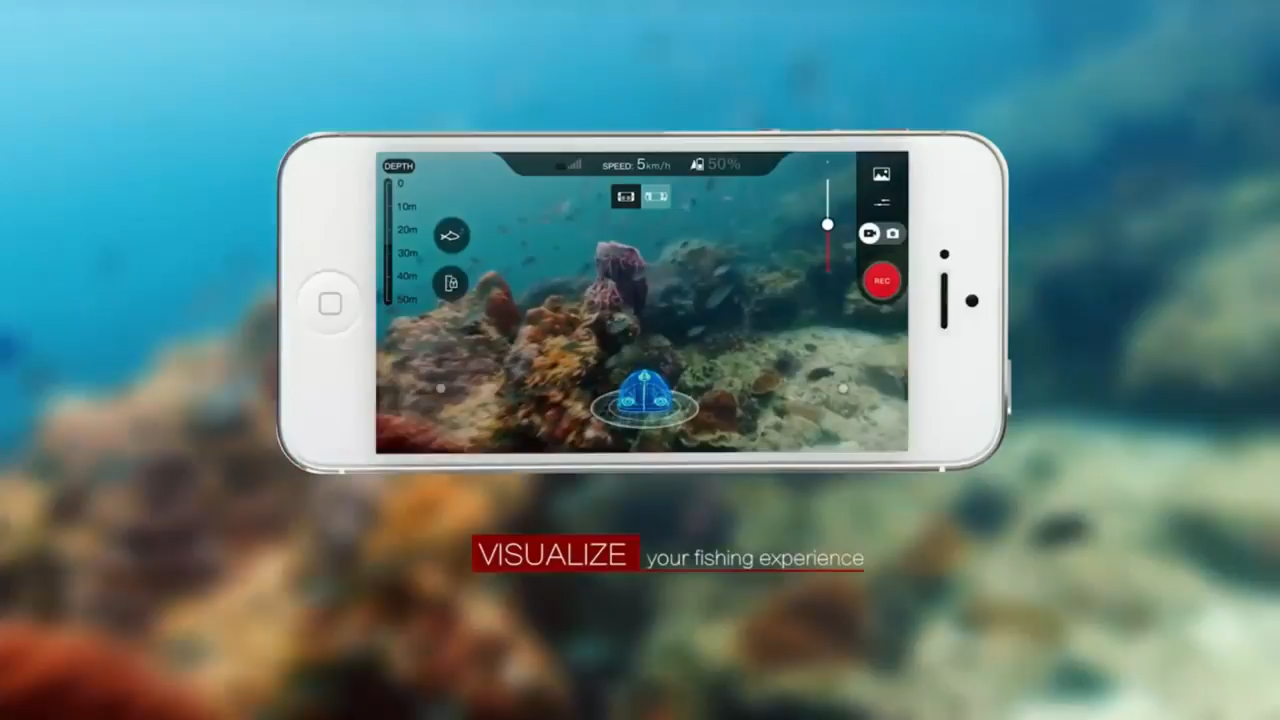 DEPTH
0
10m
20m
30m
40m
50m
SPEED: 5km/h
50%
REC
VISUALIZE your fishing experience